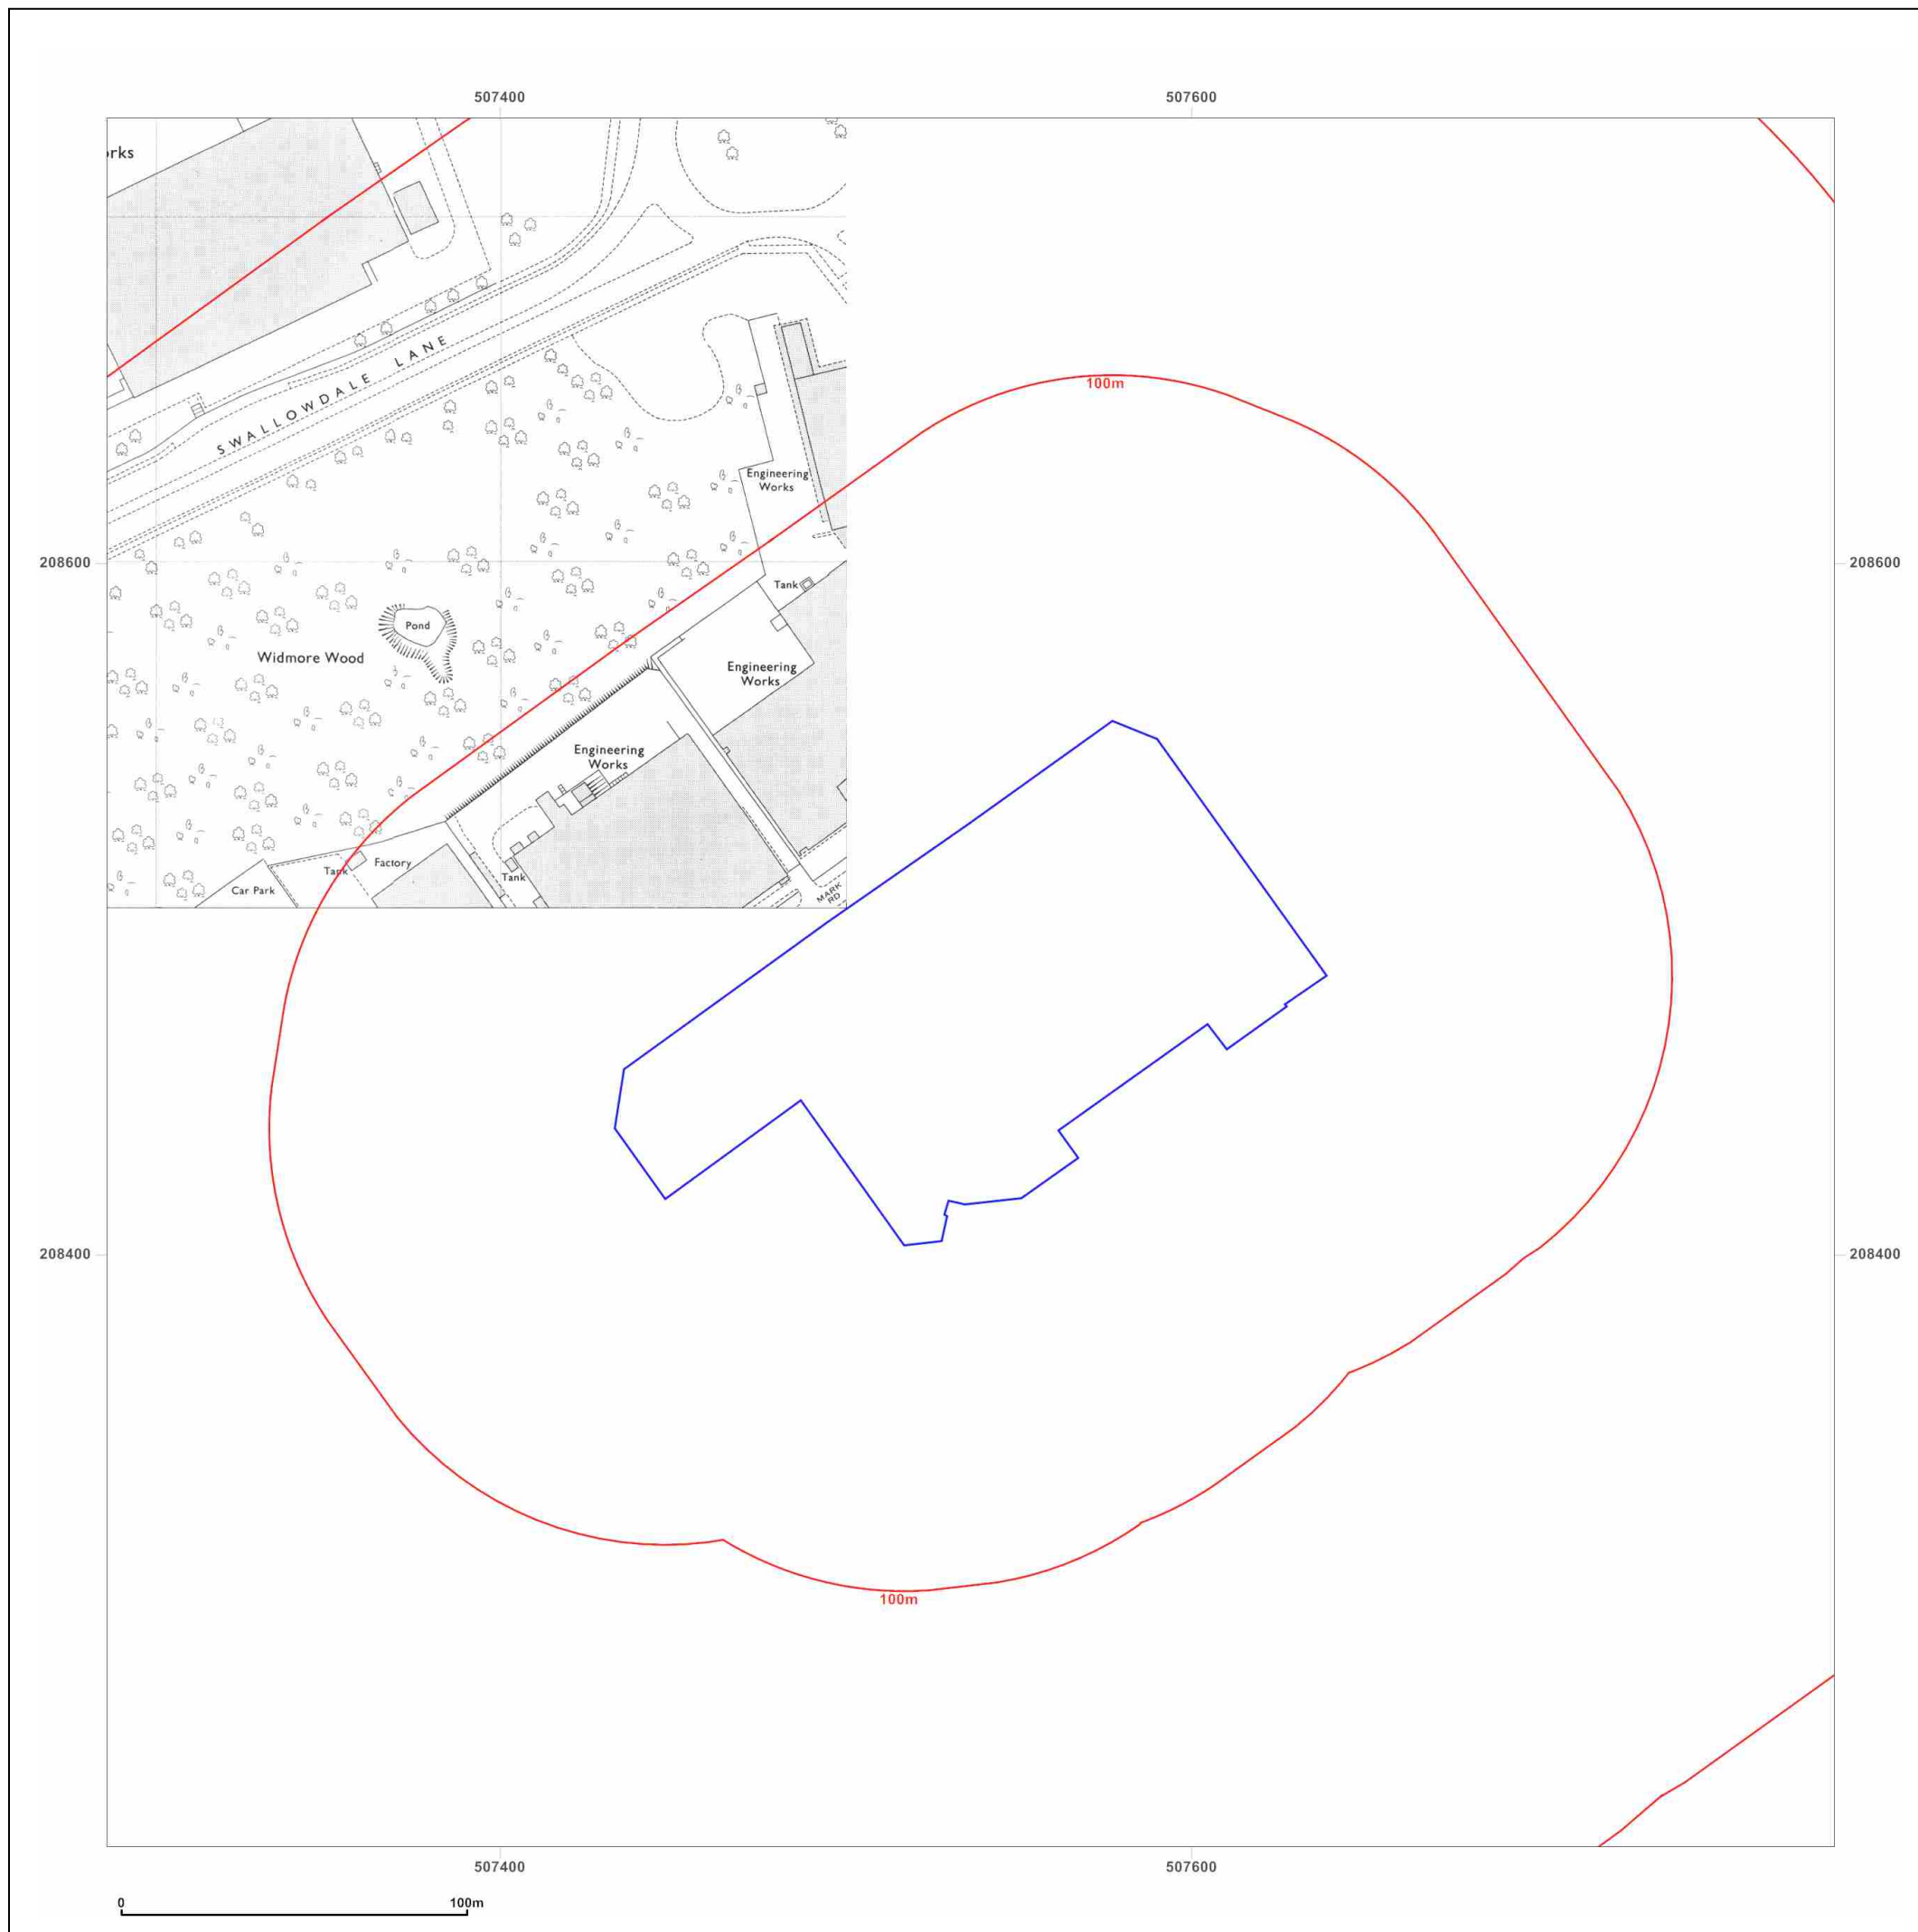 507400
507600
orks
SWALLOWDALE LANE
100m
Engineering
Works
208600
208600
Tank
Pond
Widmore Wood
Engineering
Works
Engineering
Works
Factory
Tank
Tank
Car Park
MARK
RD
208400
208400
100m
507400
507600
0
100m